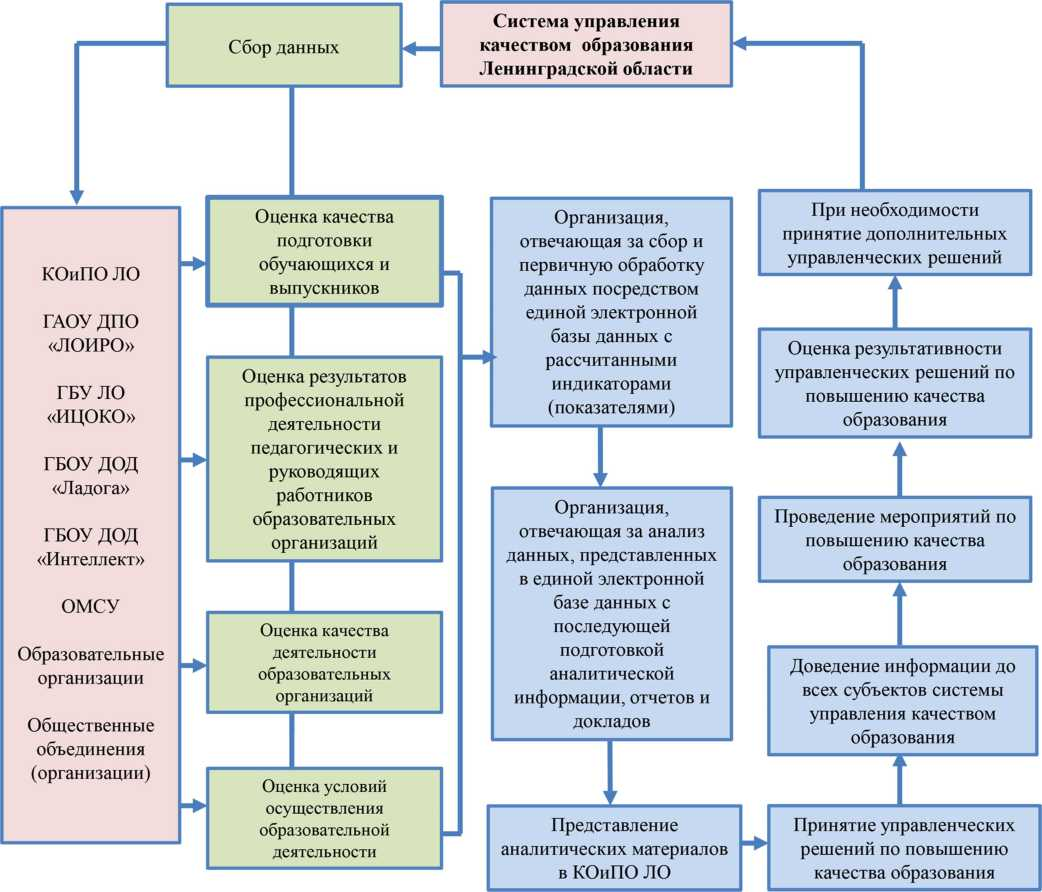 Сбор данных
Система управления
качеством образования
Ленинградской области
КОиПО ЛО
ГАОУ ДПО
«ЛОИРО»
ГБУ ЛО
«ИЦОКО»
ГБОУ ДОД
«Ладога»
ГБОУ ДОД
«Интеллект»
ОМСУ
Образовательные
организации
Общественные
объединения
(организации)
Оценка качества
подготовки
обучающихся и
выпускников
Оценка результатов
профессиональной
деятельности
педагогических и
руководящих
работников
образовательных
организаций
Оценка качества
деятельности
образовательных
организаций
Оценка условий
осуществления
образовательной
деятельности
Организация,
отвечающая за сбор и
первичную обработку
данных посредством
единой электронной
базы данных с
рассчитанными
индикаторами
(показателями)
Организация,
отвечающая за анализ
данных, представленных
в единой электронной
базе данных с
последующей
подготовкой
аналитической
информации, отчетов и
докладов
Представление
аналитических материалов
в КОиПО ЛО
Принятие управленческих
решений по повышению
качества образования
Доведение информации до
всех субъектов системы
управления качеством
образования
Проведение мероприятий по
повышению качества
образования
Оценка результативности
управленческих решений по
повышению качества
образования
При необходимости
принятие дополнительных
управленческих решений